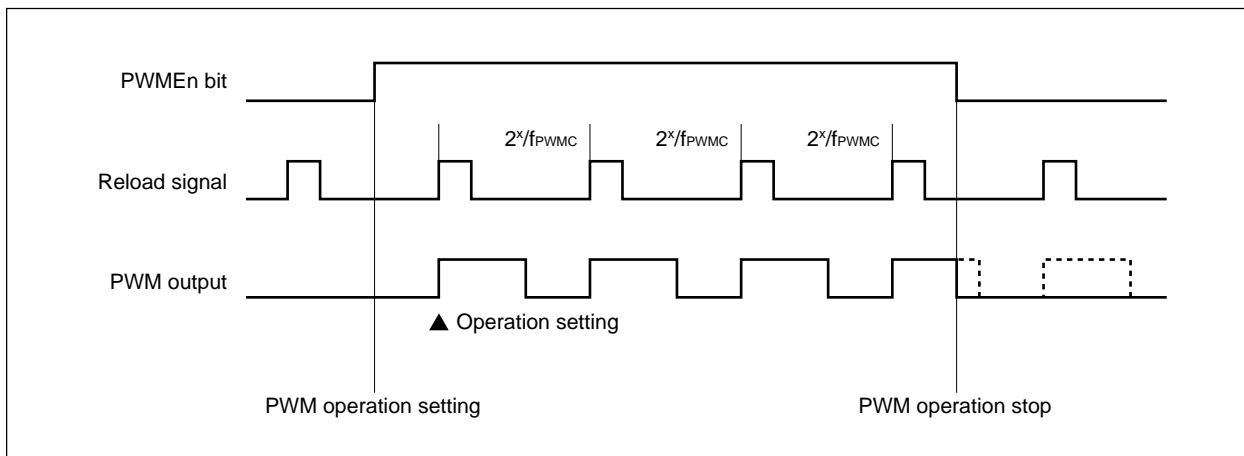 PWMEn bit
2ˣ/fPWMC 2ˣ/fPWMC 2ˣ/fPWMC
Reload signal
PWM output
▲ Operation setting
PWM operation setting PWM operation stop